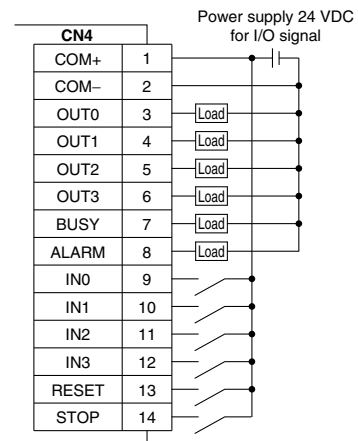 Power supply 24 VDC
for I/O signal
CN4
COM+ 1
COM− 2
OUT0 3 Load
OUT1 4 Load
OUT2 5 Load
OUT3 6 Load
BUSY 7 Load
ALARM 8 Load
IN0 9
IN1 10
IN2 11
IN3 12
RESET 13
STOP 14